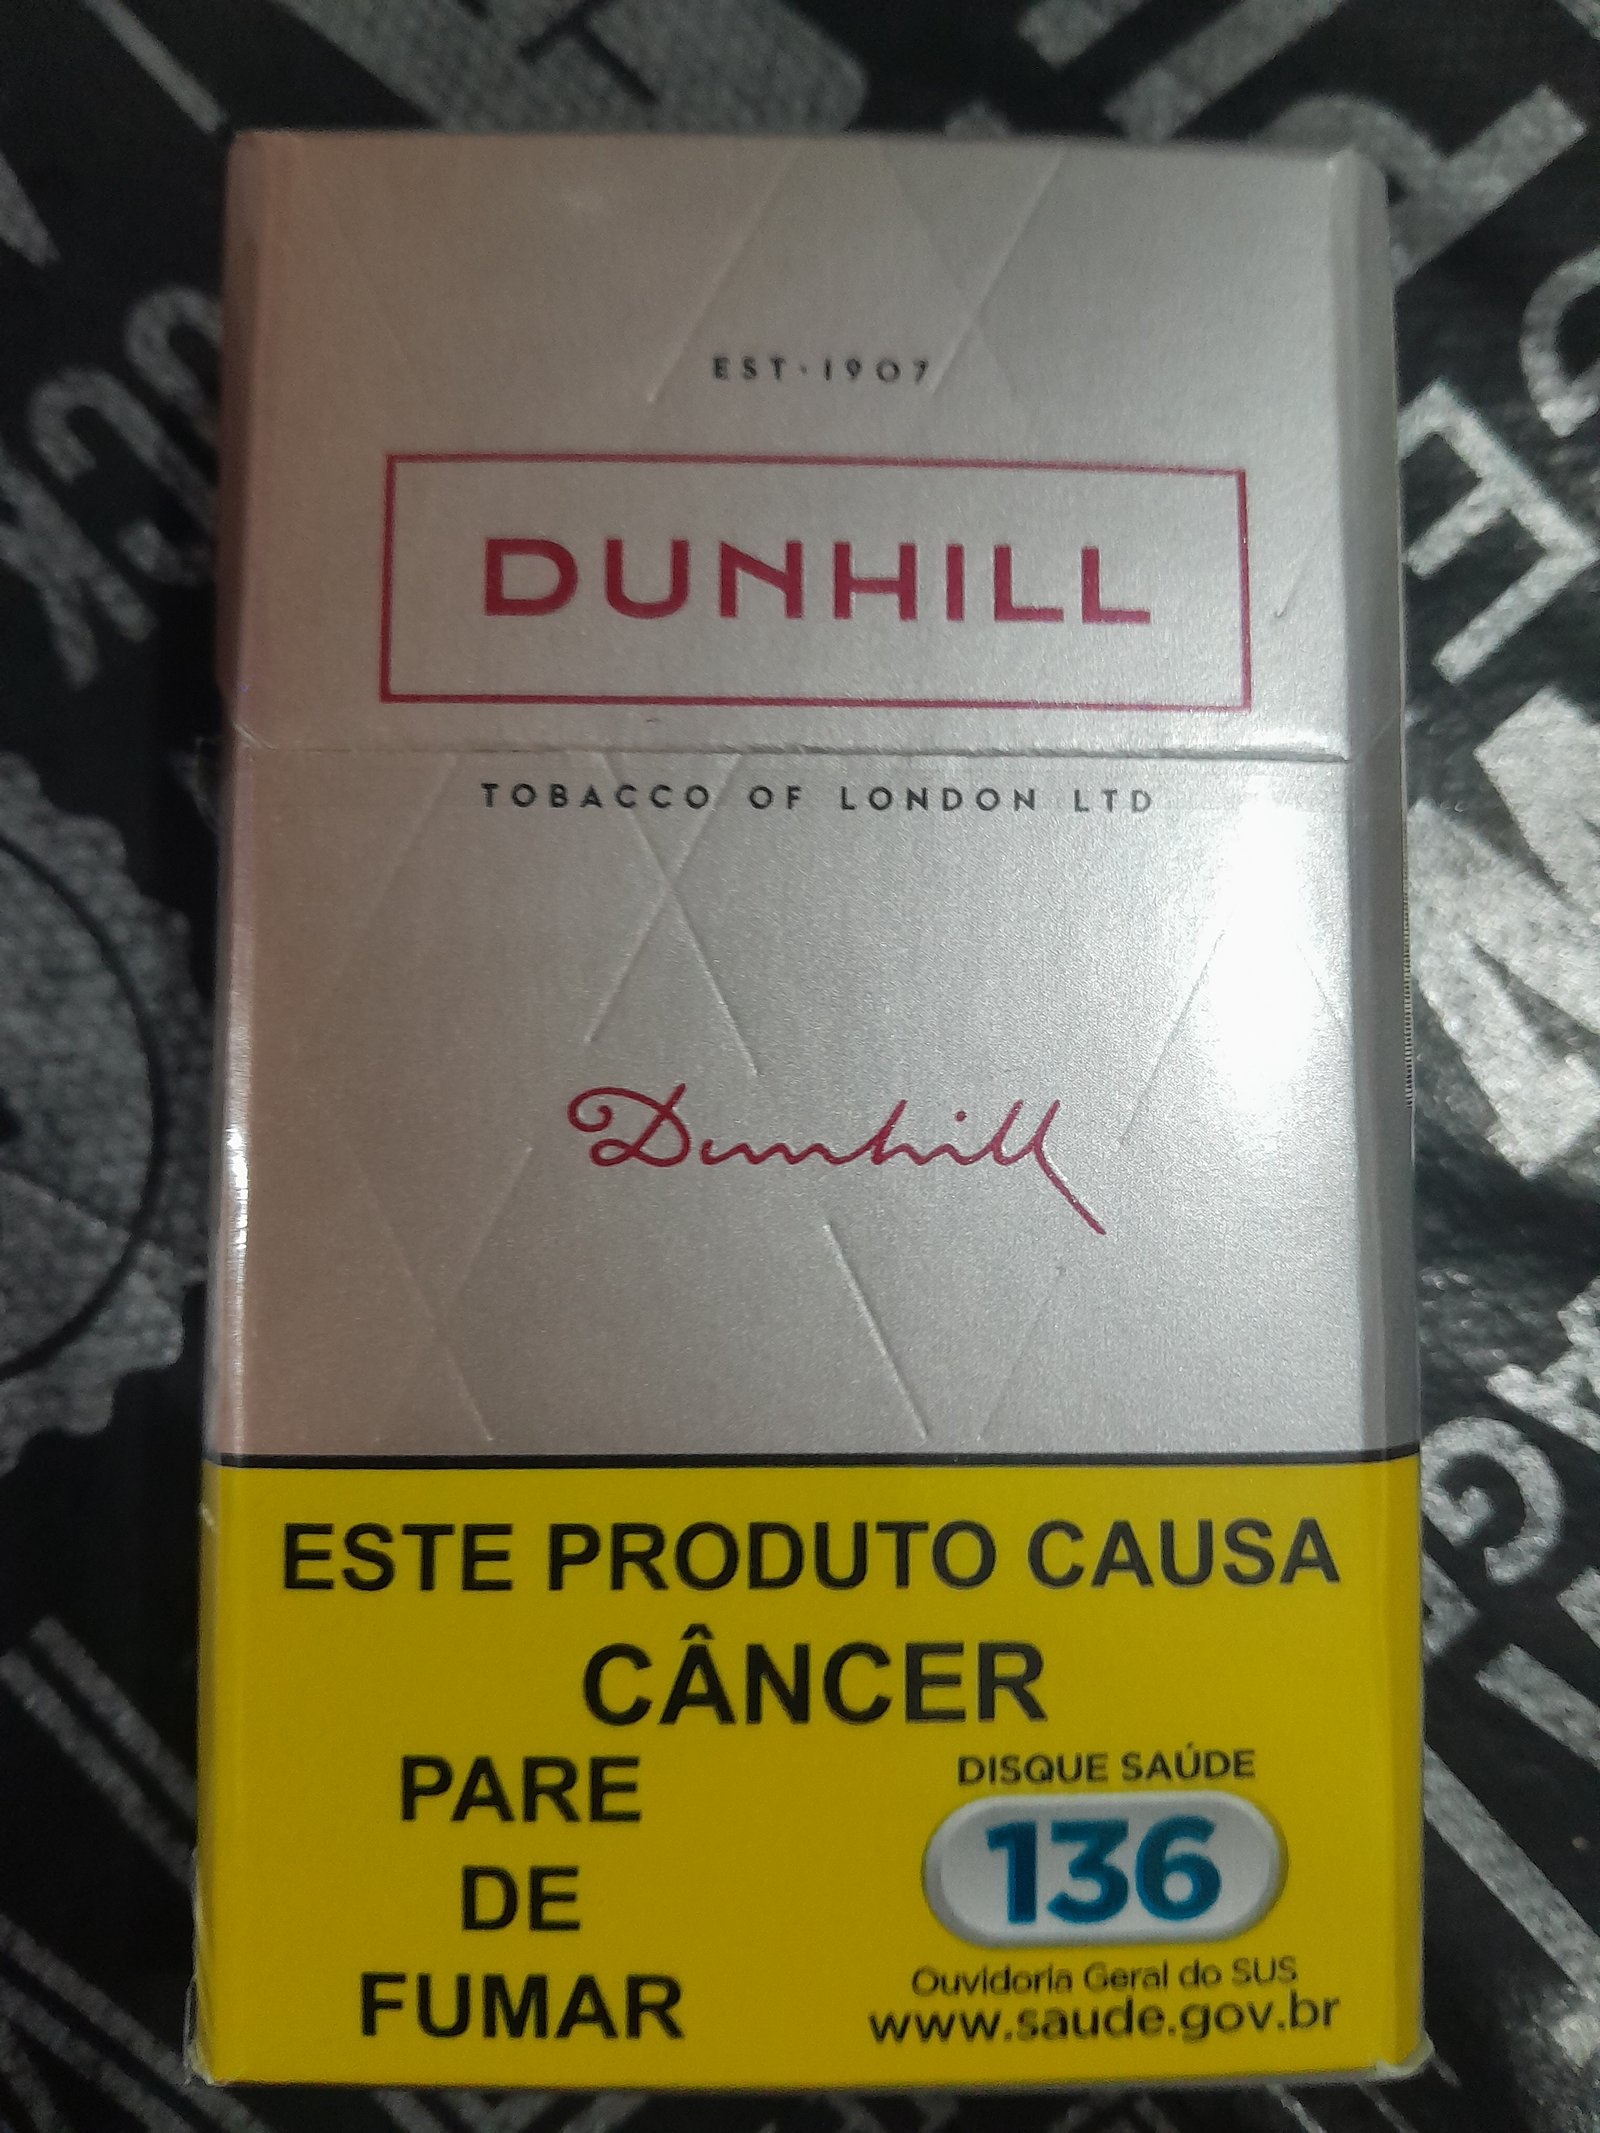 EST·1907
DUNHILL
TOBACCO OF LONDON LTD
Dunhill
ESTE PRODUTO CAUSA
CÂNCER
PARE
DE
FUMAR
DISQUE SAÚDE
136
Ouvidoria Geral do SUS
www.saude.gov.br